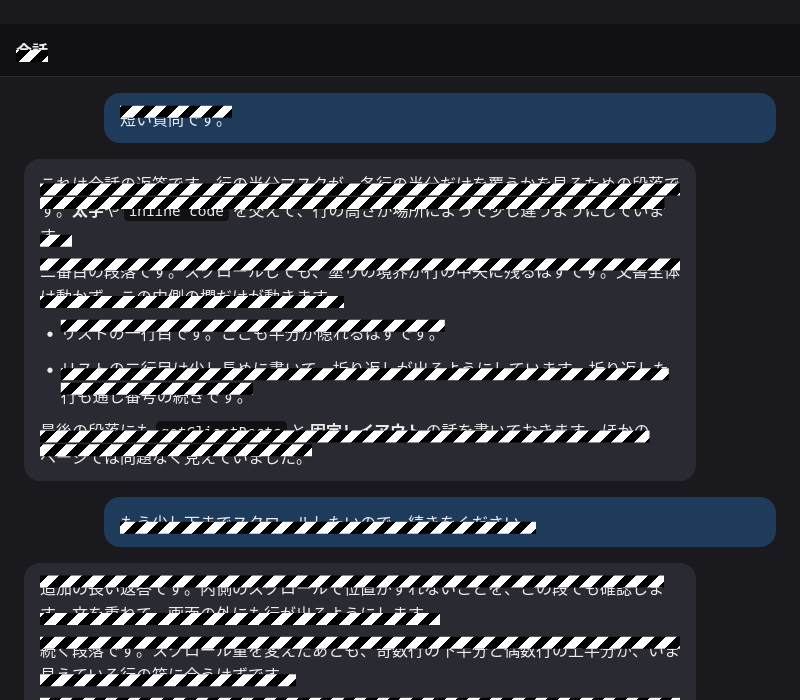 会話
短い質問です。
これは会話の返答です。行の半分マスクが、各行の半分だけを覆うかを見るための段落で
す。太字や inline code を交えて、行の高さが場所によって少し違うようにしていま
す。
二番目の段落です。スクロールしても、塗りの境界が行の中央に残るはずです。文書全体
は動かず、この内側の欄だけが動きます。
• リストの一行目です。ここも半分が隠れるはずです。
• リストの二行目は少し長めに書いて、折り返しが出るようにしています。折り返した
行も通し番号の続きです。
最後の段落にも getClientRects と 固定レイアウト の話を書いておきます。ほかの
ページでは問題なく見えていました。
もう少し下までスクロールしたいので、続きをください。
追加の長い返答です。内側のスクロールで位置がずれないことを、この段でも確認しま
す。文を重ねて、画面の外にも行が出るようにします。
続く段落です。スクロール量を変えたあとも、奇数行の下半分と偶数行の上半分が、いま
見えている行の箱に合うはずです。